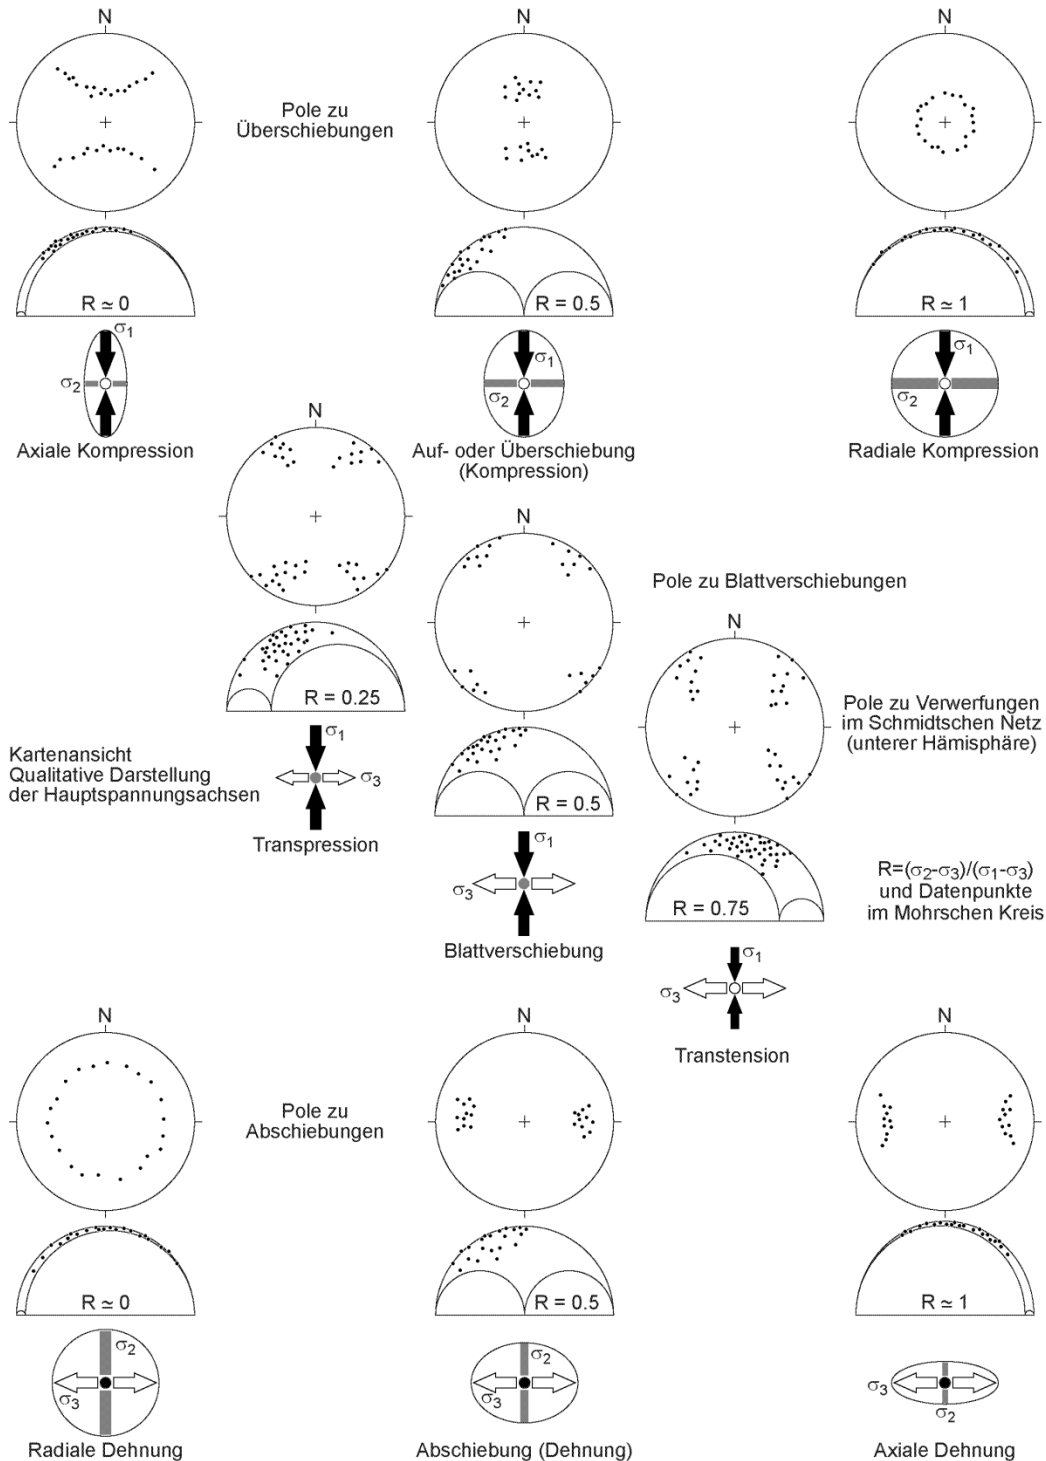 N
N
N
Pole zu
Überschiebungen
R ≃ 0
R = 0.5
R ≃ 1
σ1
σ2
σ1
σ2
σ1
σ2
Axiale Kompression
Auf- oder Überschiebung
(Kompression)
Radiale Kompression
N
N
N
Pole zu Blattverschiebungen
R = 0.25
R = 0.5
R = 0.75
Pole zu Verwerfungen
im Schmidtschen Netz
(unterer Hämisphäre)
Kartenansicht
Qualitative Darstellung
der Hauptspannungsachsen
σ1
σ3
Transpression
σ1
σ3
Blattverschiebung
R=(σ2-σ3)/(σ1-σ3)
und Datenpunkte
im Mohrschen Kreis
σ1
σ3
Transtension
N
N
N
Pole zu
Abschiebungen
R ≃ 0
R = 0.5
R ≃ 1
σ2
σ3
σ2
σ3
σ3
σ2
Radiale Dehnung
Abschiebung (Dehnung)
Axiale Dehnung